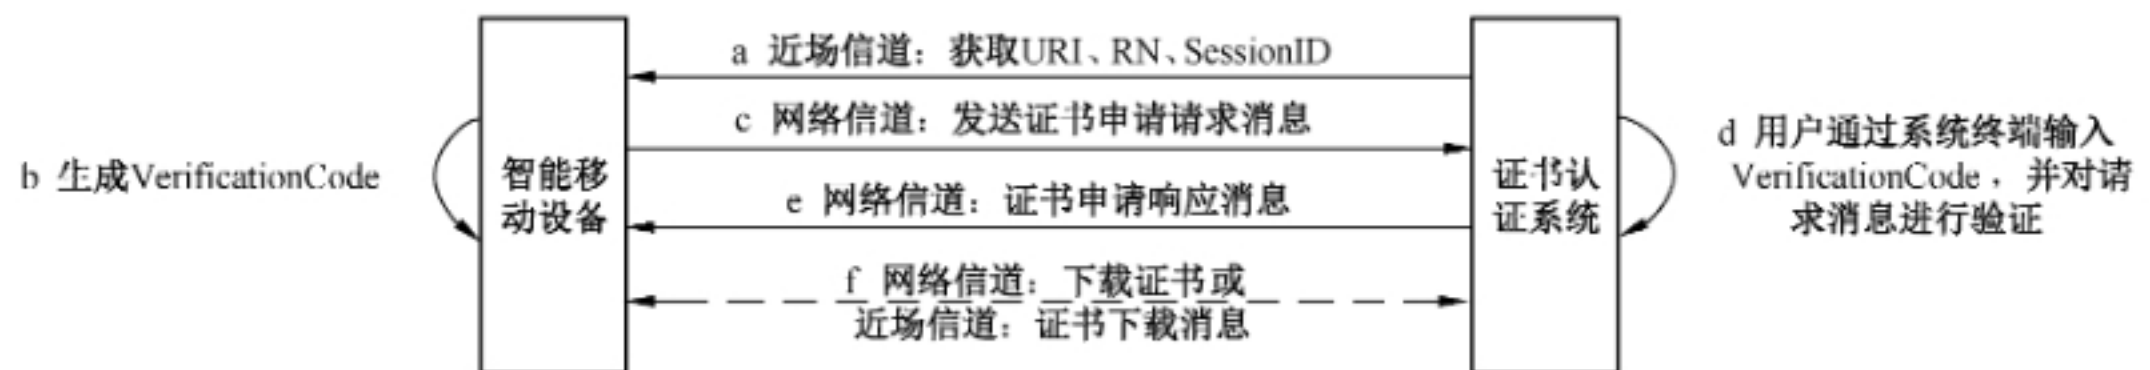 a 近场信道：获取URI、RN、SessionID
c 网络信道：发送证书申请请求消息
b 生成VerificationCode
智能移
动设备
e 网络信道：证书申请响应消息
证书认
证系统
d 用户通过系统终端输入
VerificationCode，并对请
求消息进行验证
f 网络信道：下载证书或
近场信道：证书下载消息